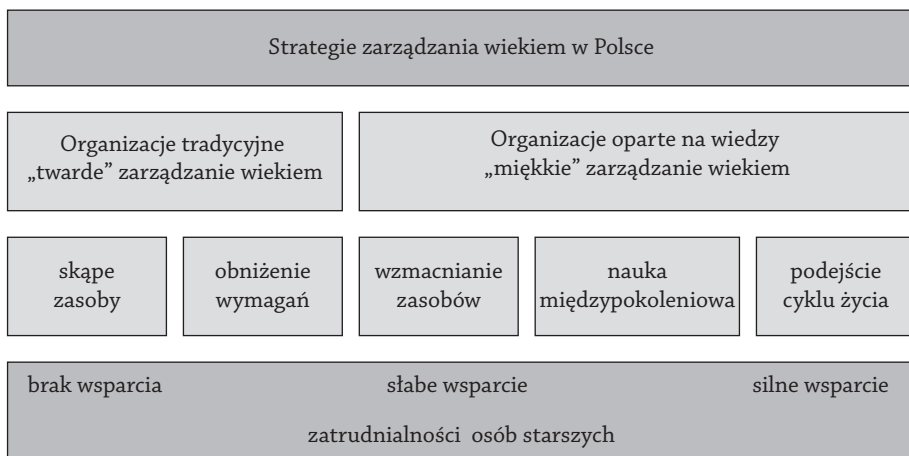 Strategie zarządzania wiekiem w Polsce
Organizacje tradycyjne
„twarde” zarządzanie wiekiem
Organizacje oparte na wiedzy
„miękkie” zarządzanie wiekiem
skąpe
zasoby
obniżenie
wymagań
wzmacnianie
zasobów
nauka
międzypokoleniowa
podejście
cyklu życia
brak wsparcia słabe wsparcie silne wsparcie
zatrudnialności osób starszych